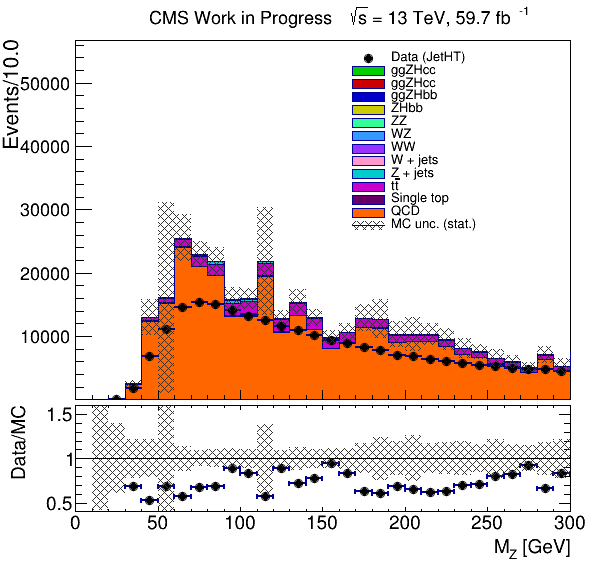 CMS Work in Progress √s = 13 TeV, 59.7 fb⁻¹
Events/10.0
50000
40000
30000
20000
10000
Data (JetHT)
ggZHcc
ggZHcc
ggZHbb
ZHbb
ZZ
WZ
WW
W + jets
Z + jets
tt̅
Single top
QCD
MC unc. (stat.)
Data/MC
1.5
1
0.5
0 50 100 150 200 250 300
M_Z [GeV]